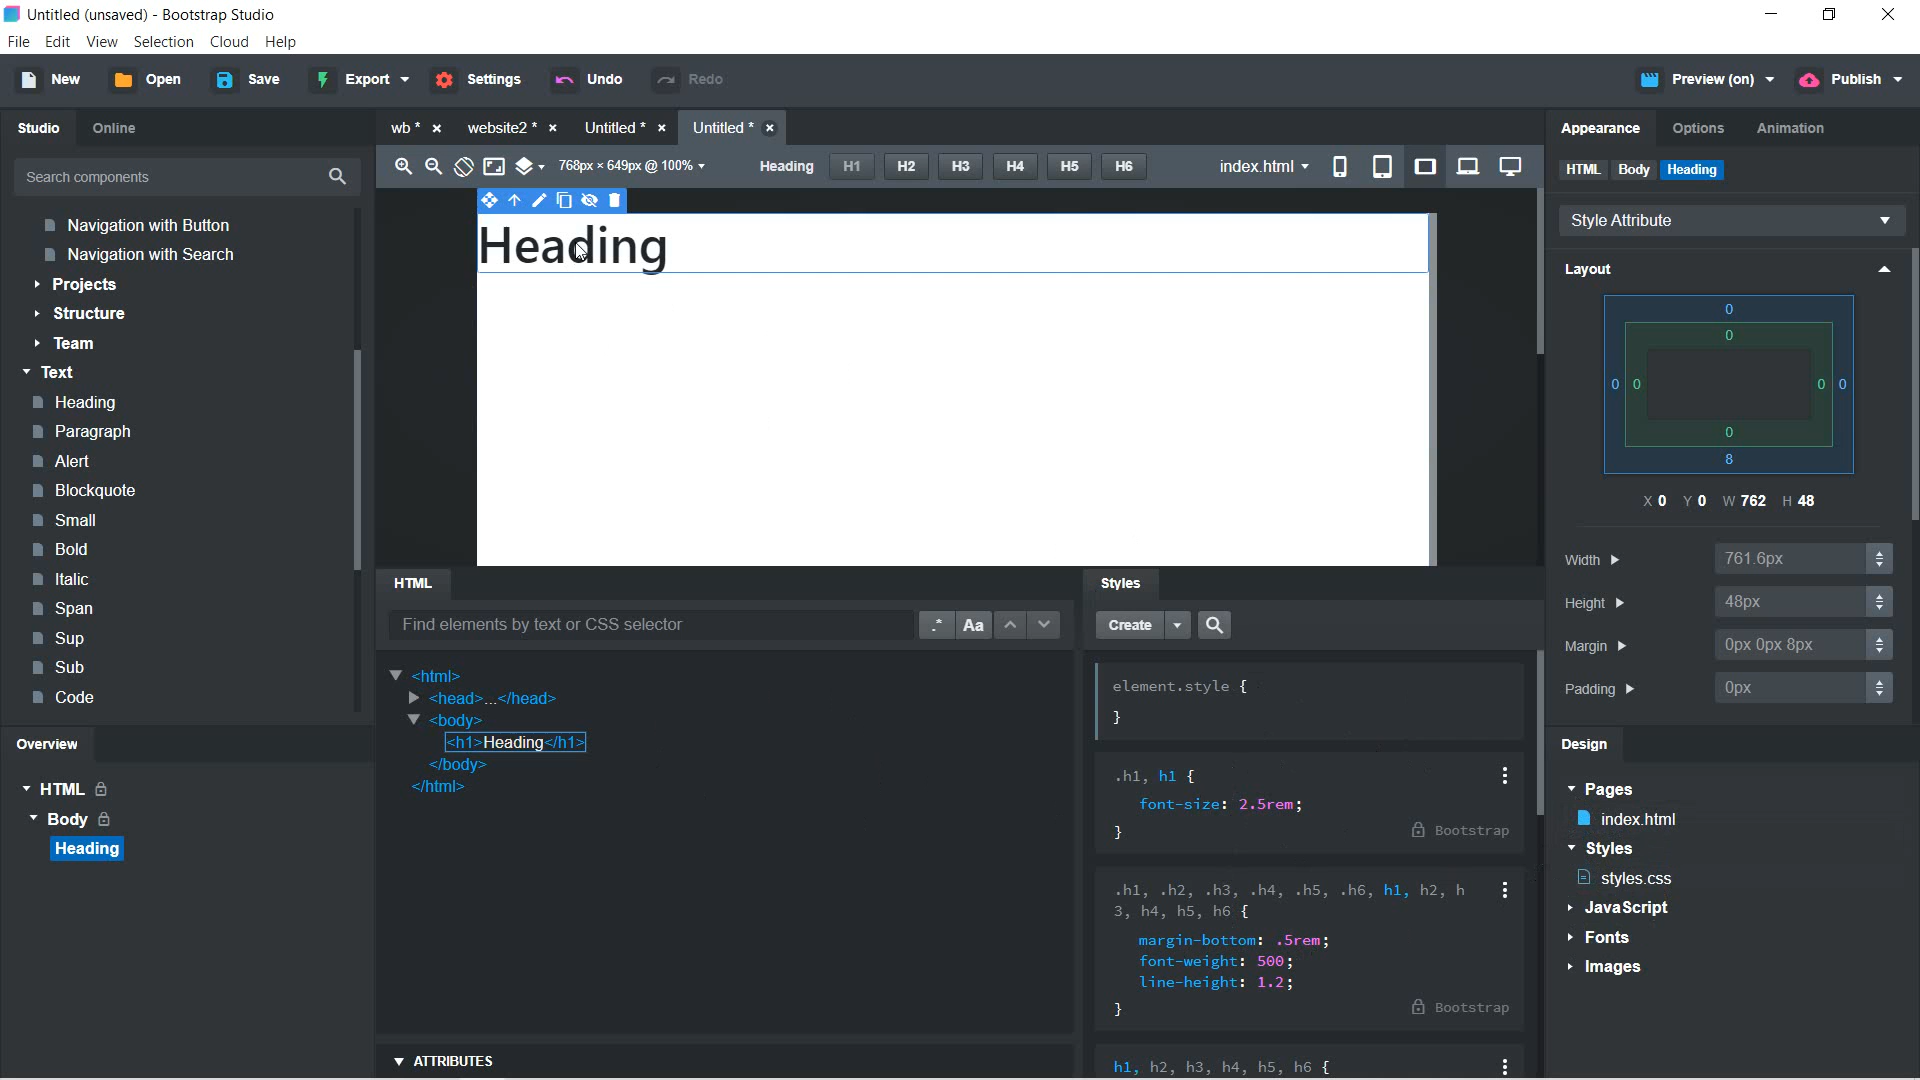 Untitled (unsaved) - Bootstrap Studio
File Edit View Selection Cloud Help
New Open Save Export Settings Undo Redo Preview (on) Publish
Studio Online
Search components
Navigation with Button
Navigation with Search
Projects
Structure
Team
Text
Heading
Paragraph
Alert
Blockquote
Small
Bold
Italic
Span
Sup
Sub
Code
Overview
HTML
Body
Heading
wb * website2 * Untitled * Untitled *
768px × 649px @ 100% Heading H1 H2 H3 H4 H5 H6 index.html
Heading
HTML
Find elements by text or CSS selector .* Aa
<html>
<head>...</head>
<body>
<h1>Heading</h1>
</body>
</html>
ATTRIBUTES
Styles
Create
element.style {
}
.h1, h1 {
font-size: 2.5rem;
} Bootstrap
.h1, .h2, .h3, .h4, .h5, .h6, h1, h2, h
3, h4, h5, h6 {
margin-bottom: .5rem;
font-weight: 500;
line-height: 1.2;
} Bootstrap
h1, h2, h3, h4, h5, h6 {
Appearance Options Animation
HTML Body Heading
Style Attribute
Layout
0
0
0 0 0 0
0
8
X 0 Y 0 W 762 H 48
Width 761.6px
Height 48px
Margin 0px 0px 8px
Padding 0px
Design
Pages
index.html
Styles
styles.css
JavaScript
Fonts
Images